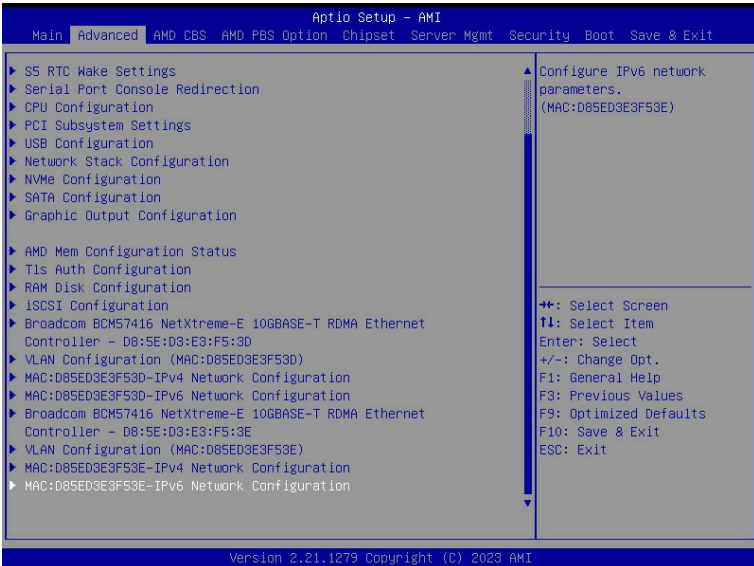 Aptio Setup – AMI
Main Advanced AMD CBS AMD PBS Option Chipset Server Mgmt Security Boot Save & Exit
S5 RTC Wake Settings
Serial Port Console Redirection
CPU Configuration
PCI Subsystem Settings
USB Configuration
Network Stack Configuration
NVMe Configuration
SATA Configuration
Graphic Output Configuration
AMD Mem Configuration Status
Tls Auth Configuration
RAM Disk Configuration
iSCSI Configuration
Broadcom BCM57416 NetXtreme-E 10GBASE-T RDMA Ethernet
Controller – D8:5E:D3:E3:F5:3D
VLAN Configuration (MAC:D85ED3E3F53D)
MAC:D85ED3E3F53D-IPv4 Network Configuration
MAC:D85ED3E3F53D-IPv6 Network Configuration
Broadcom BCM57416 NetXtreme-E 10GBASE-T RDMA Ethernet
Controller – D8:5E:D3:E3:F5:3E
VLAN Configuration (MAC:D85ED3E3F53E)
MAC:D85ED3E3F53E-IPv4 Network Configuration
MAC:D85ED3E3F53E-IPv6 Network Configuration
Configure IPv6 network
parameters.
(MAC:D85ED3E3F53E)
→←: Select Screen
↑↓: Select Item
Enter: Select
+/-: Change Opt.
F1: General Help
F3: Previous Values
F9: Optimized Defaults
F10: Save & Exit
ESC: Exit
Version 2.21.1279 Copyright (C) 2023 AMI